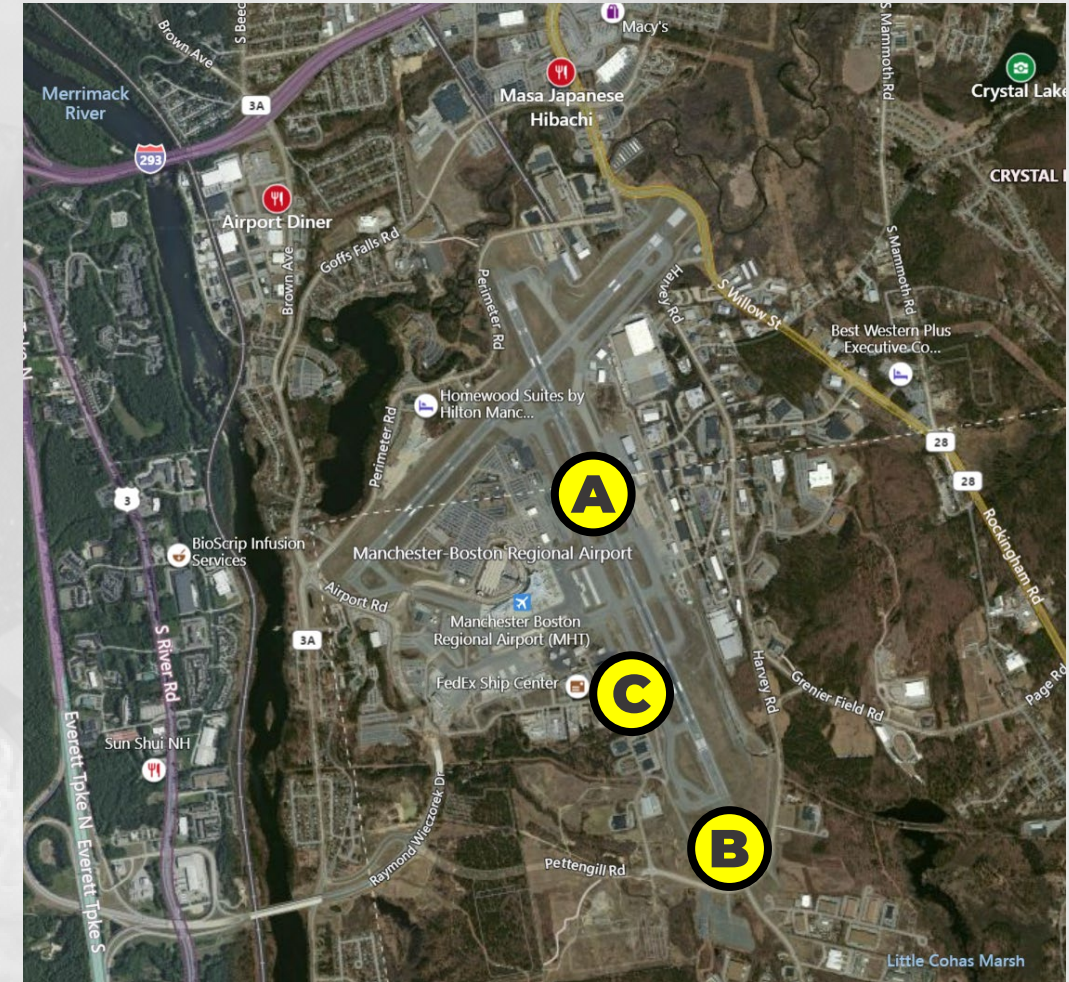 Brown Ave
S Beec
Macy's
S Mammoth Rd
Merrimack
River
3A
Masa Japanese
Hibachi
Crystal Lake
293
CRYSTAL
Airport Diner
Goffs Falls Rd
Brown Ave
Perimeter Rd
Harvey Rd
S Mammoth Rd
S Willow St
Best Western Plus
Executive Co...
Homewood Suites by
Hilton Manc...
Perimeter Rd
28
28
3
A
Rockingham Rd
BioScrip Infusion
Services
Manchester-Boston Regional Airport
Airport Rd
Manchester Boston
Regional Airport (MHT)
3A
S River Rd
FedEx Ship Center
C
Harvey Rd
Grenier Field Rd
Page Rd
Sun Shui NH
Everett Tpke N
Everett Tpke S
Raymond Wieczorek Dr
B
Pettengill Rd
Little Cohas Marsh